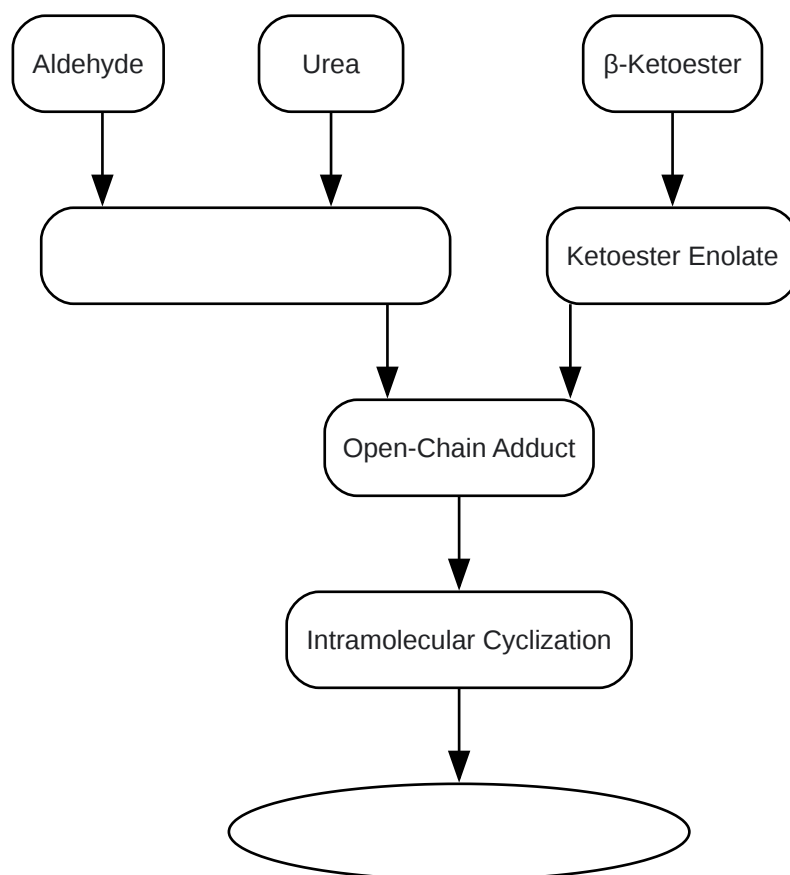 Aldehyde
Urea
β-Ketoester
Ketoester Enolate
Open-Chain Adduct
Intramolecular Cyclization